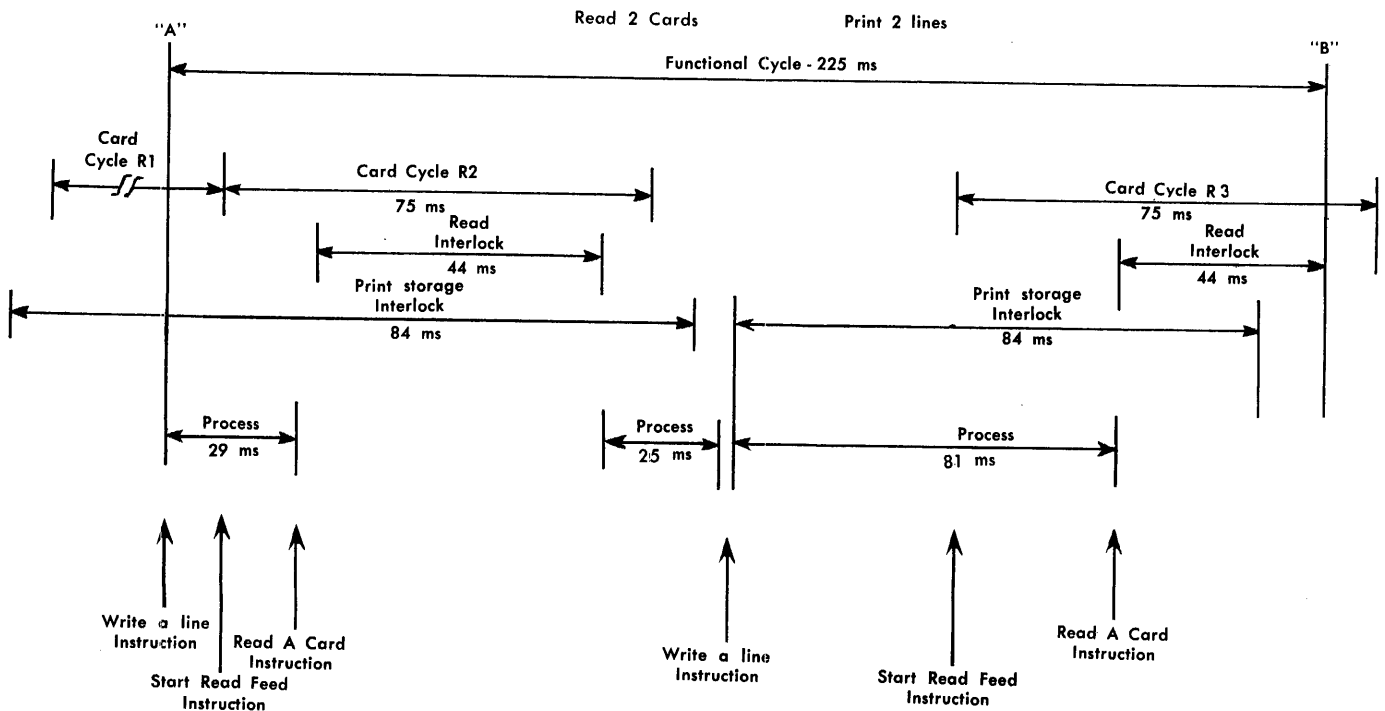 Read 2 Cards Print 2 lines
"A"
"B"
Functional Cycle - 225 ms
Card
Cycle R1
Card Cycle R2
75 ms
Card Cycle R 3
75 ms
Read
Interlock
44 ms
Read
Interlock
44 ms
Print storage
Interlock
84 ms
Print storage
Interlock
84 ms
Process
29 ms
Process
25 ms
Process
81 ms
Write a line
Instruction
Start Read Feed
Instruction
Read A Card
Instruction
Write a line
Instruction
Start Read Feed
Instruction
Read A Card
Instruction